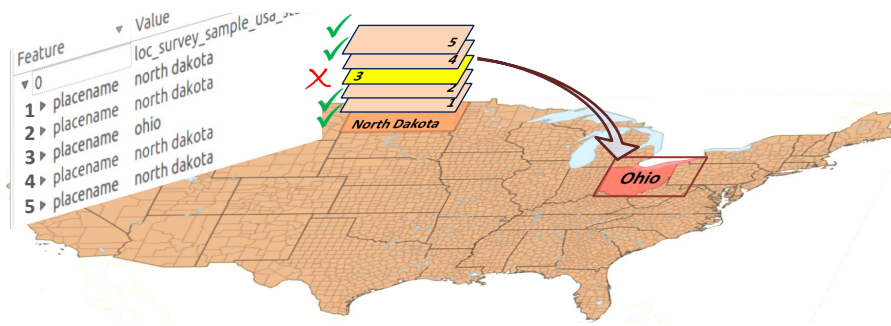 Feature Value
0 loc_survey_sample_usa_sta
1 placename north dakota
2 placename north dakota
3 placename ohio
4 placename north dakota
5 placename north dakota
5
4
3
2
1
North Dakota
Ohio